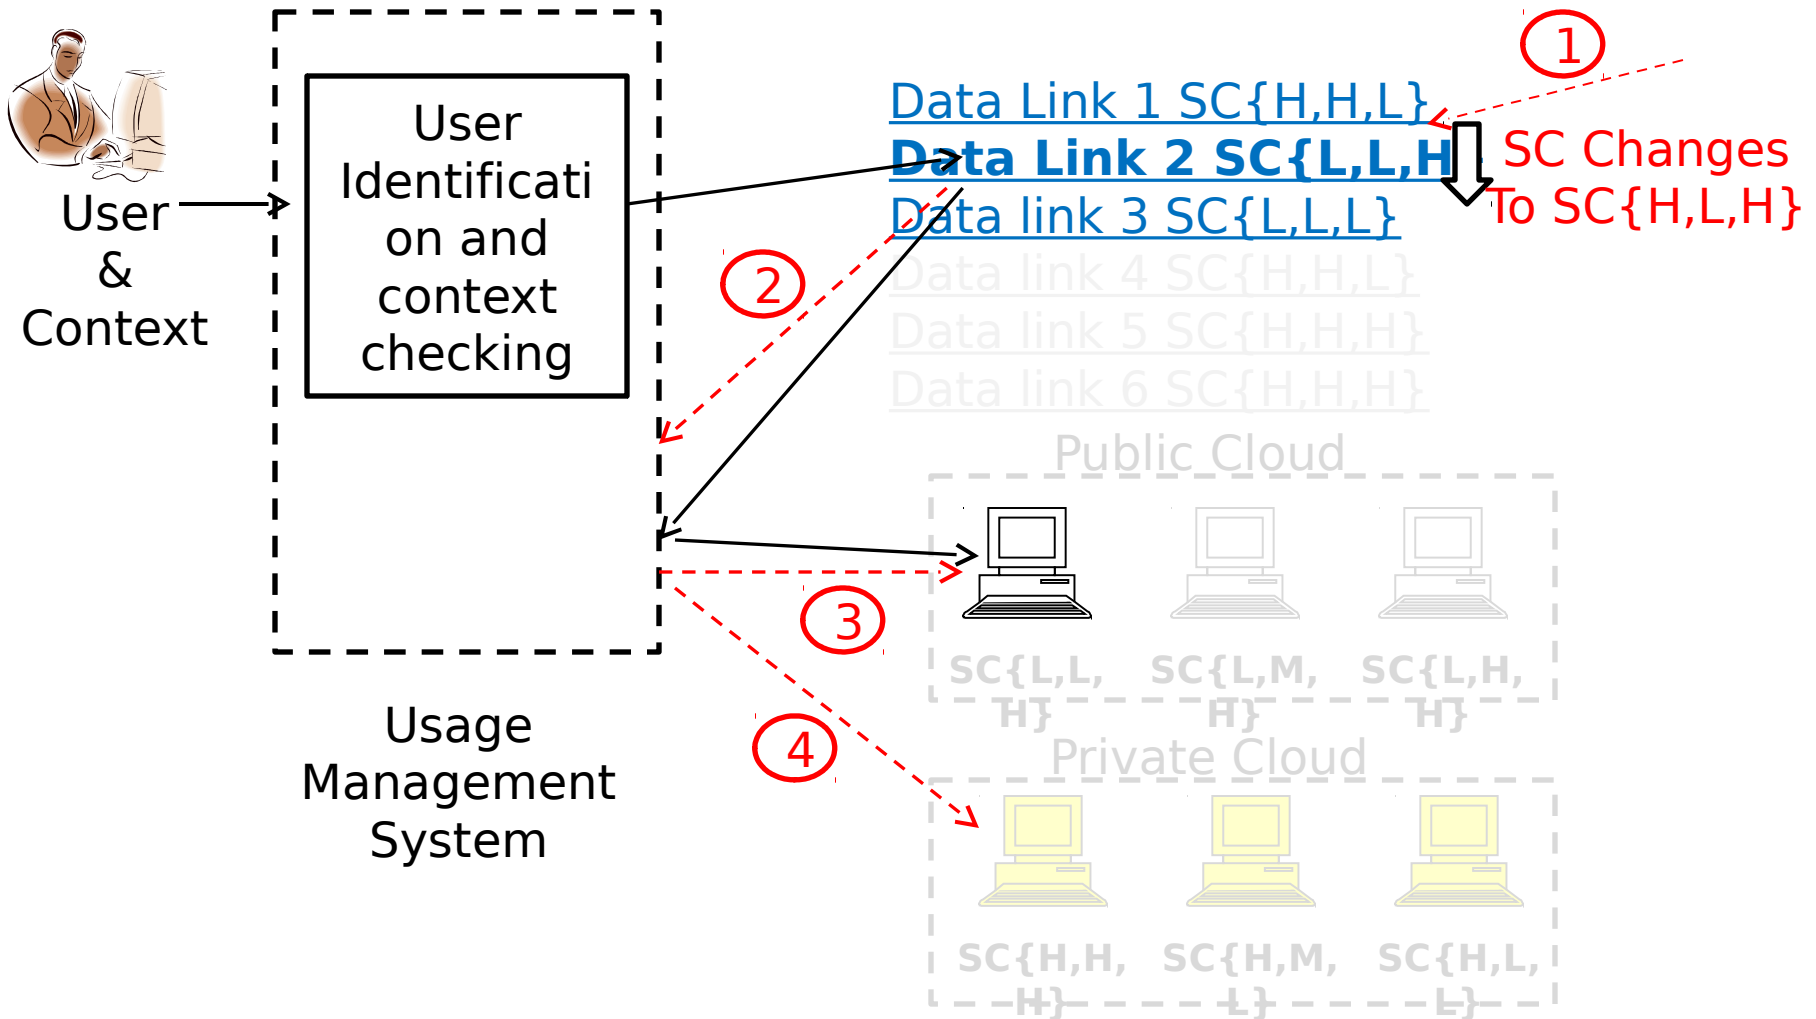 User
&
Context
User
Identificati
on and
context
checking
Usage
Management
System
Data Link 1 SC{H,H,L}
Data Link 2 SC{L,L,H}
Data link 3 SC{L,L,L}
Data link 4 SC{H,H,L}
Data link 5 SC{H,H,H}
Data link 6 SC{H,H,H}
1
SC Changes
To SC{H,L,H}
2
3
4
Public Cloud
SC{L,L,
H}
SC{L,M,
H}
SC{L,H,
H}
Private Cloud
SC{H,H,
H}
SC{H,M,
L}
SC{H,L,
L}